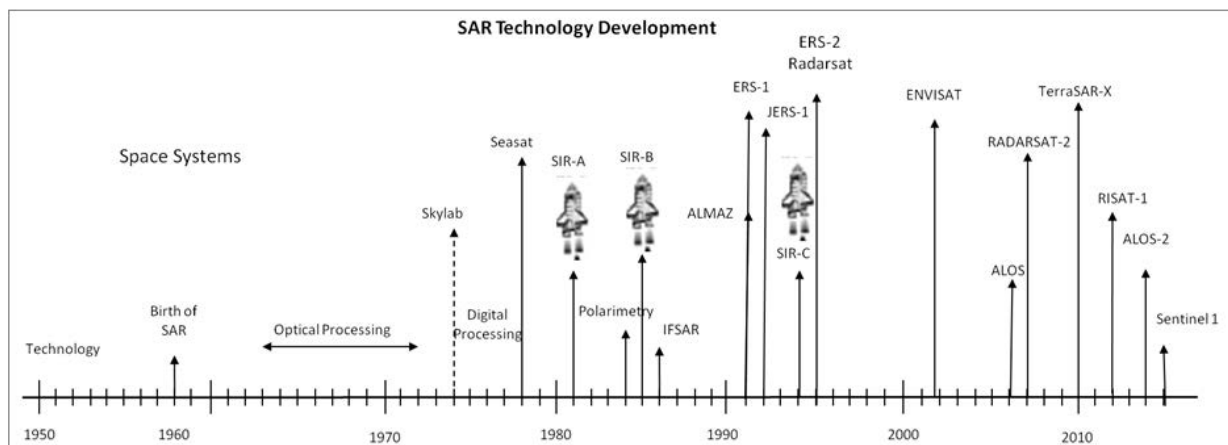 SAR Technology Development
ERS-2
Radarsat
ERS-1
ENVISAT
TerraSAR-X
JERS-1
Seasat
RADARSAT-2
Space Systems
SIR-A
SIR-B
RISAT-1
Skylab
ALMAZ
ALOS-2
SIR-C
ALOS
Birth of
SAR
Optical Processing
Digital
Processing
Polarimetry
IFSAR
Sentinel 1
Technology
1950
1960
1970
1980
1990
2000
2010